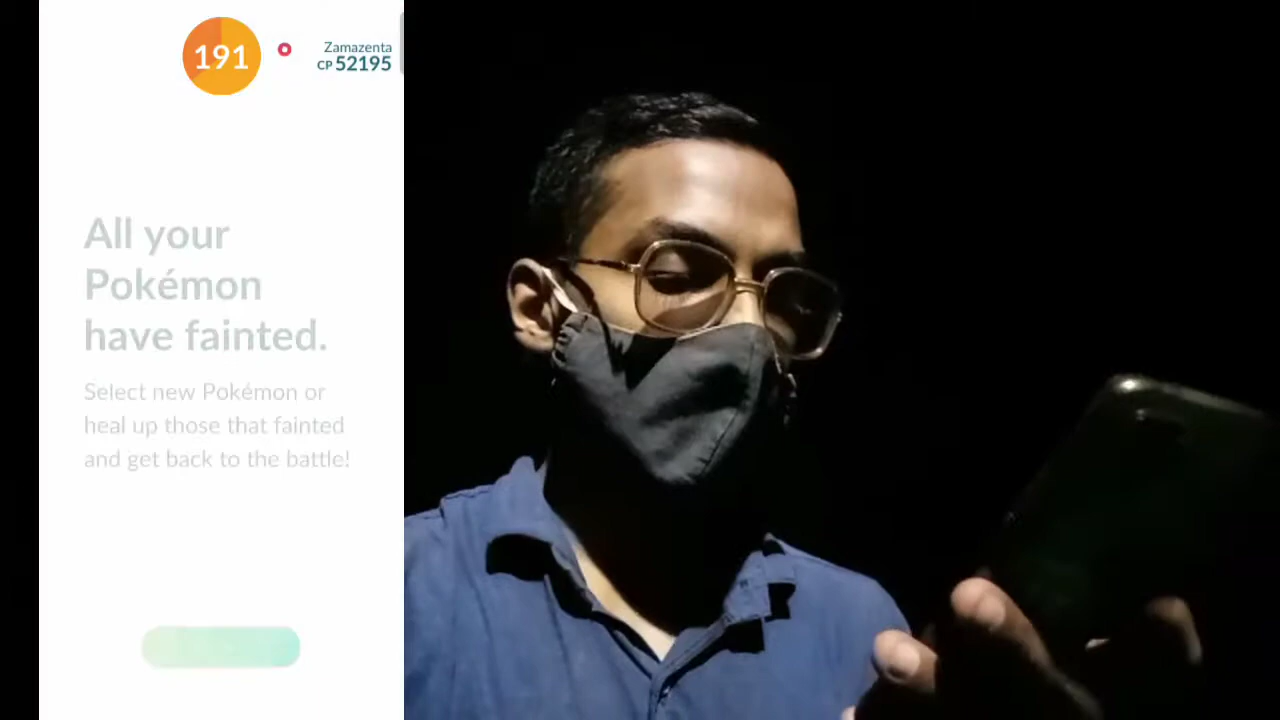 191
Zamazenta
CP 52195
All your
Pokémon
have fainted.
Select new Pokémon or
heal up those that fainted
and get back to the battle!